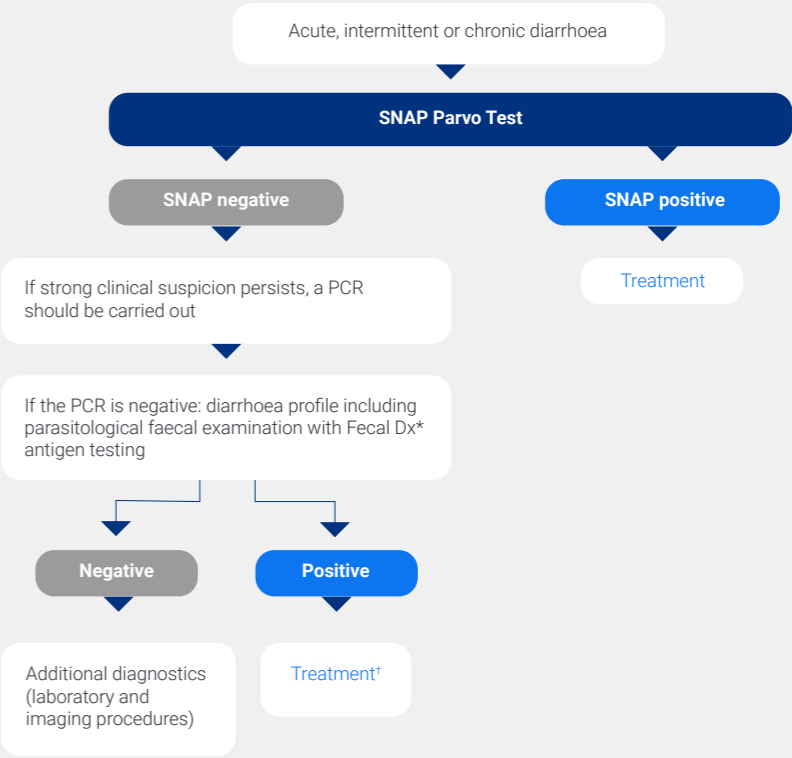 Acute, intermittent or chronic diarrhoea
SNAP Parvo Test
SNAP negative
SNAP positive
If strong clinical suspicion persists, a PCR
should be carried out
Treatment
If the PCR is negative: diarrhoea profile including
parasitological faecal examination with Fecal Dx*
antigen testing
Negative
Positive
Additional diagnostics
(laboratory and
imaging procedures)
Treatment†